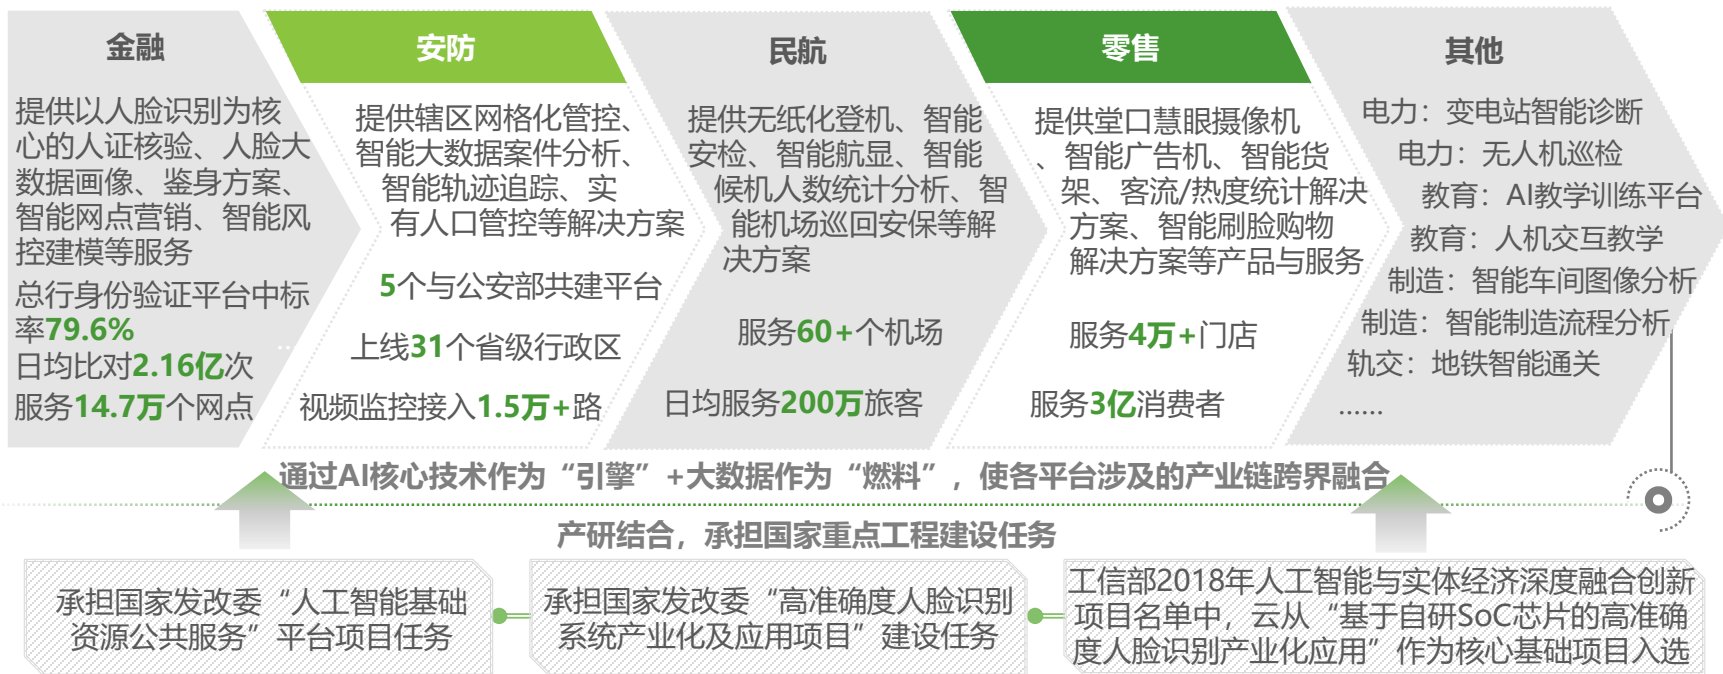 金融
提供以人脸识别为核
心的人证核验、人脸大
数据画像、鉴身方案、
智能网点营销、智能风
控建模等服务
总行身份验证平台中标
率79.6%
日均比对2.16亿次
服务14.7万个网点
安防
提供辖区网格化管控、
智能大数据案件分析、
智能轨迹追踪、实
有人口管控等解决方案
5个与公安部共建平台
上线31个省级行政区
视频监控接入1.5万+路
民航
提供无纸化登机、智能
安检、智能航显、智能
候机人数统计分析、智
能机场巡回安保等解
决方案
服务60+个机场
日均服务200万旅客
零售
提供堂口慧眼摄像机
、智能广告机、智能货
架、客流/热度统计解决
方案、智能刷脸购物
解决方案等产品与服务
服务4万+门店
服务3亿消费者
其他
电力：变电站智能诊断
电力：无人机巡检
教育：AI教学训练平台
教育：人机交互教学
制造：智能车间图像分析
制造：智能制造流程分析
轨交：地铁智能通关
......
通过AI核心技术作为“引擎”+大数据作为“燃料”，使各平台涉及的产业链跨界融合
产研结合，承担国家重点工程建设任务
承担国家发改委“人工智能基础
资源公共服务”平台项目任务
承担国家发改委“高准确度人脸识别
系统产业化及应用项目”建设任务
工信部2018年人工智能与实体经济深度融合创新
项目名单中，云从“基于自研SoC芯片的高准确
度人脸识别产业化应用”作为核心基础项目入选